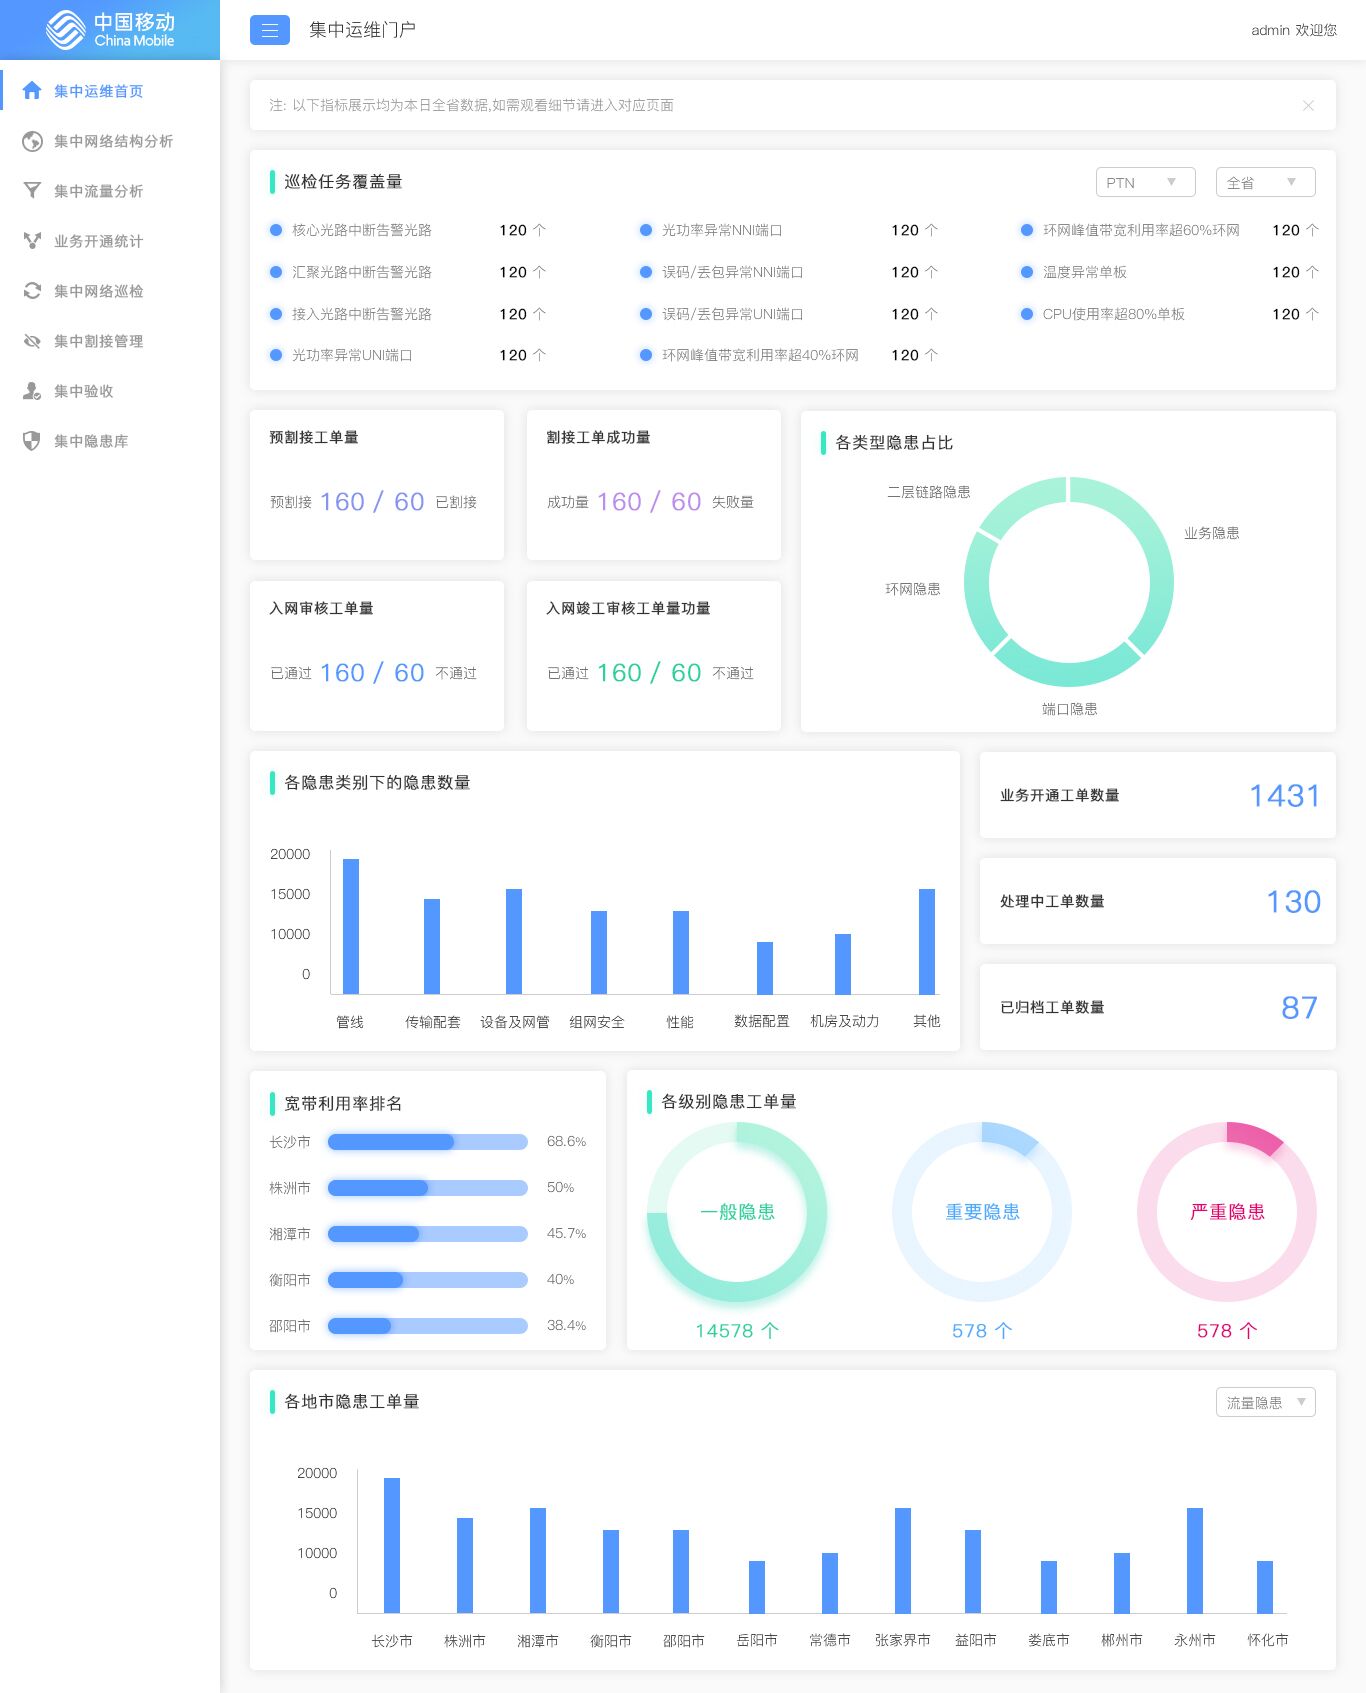 中国移动
China Mobile
集中运维门户
admin 欢迎您
集中运维首页
集中网络结构分析
集中流量分析
业务开通统计
集中网络巡检
集中割接管理
集中验收
集中隐患库
注: 以下指标展示均为本日全省数据,如需观看细节请进入对应页面
巡检任务覆盖量
PTN
全省
核心光路中断告警光路 120 个
光功率异常NNI端口 120 个
环网峰值带宽利用率超60%环网 120 个
汇聚光路中断告警光路 120 个
误码/丢包异常NNI端口 120 个
温度异常单板 120 个
接入光路中断告警光路 120 个
误码/丢包异常UNI端口 120 个
CPU使用率超80%单板 120 个
光功率异常UNI端口 120 个
环网峰值带宽利用率超40%环网 120 个
预割接工单量
预割接 160 / 60 已割接
割接工单成功量
成功量 160 / 60 失败量
入网审核工单量
已通过 160 / 60 不通过
入网竣工审核工单量功量
已通过 160 / 60 不通过
各类型隐患占比
二层链路隐患
业务隐患
环网隐患
端口隐患
各隐患类别下的隐患数量
20000
15000
10000
0
管线 传输配套 设备及网管 组网安全 性能 数据配置 机房及动力 其他
业务开通工单数量 1431
处理中工单数量 130
已归档工单数量 87
宽带利用率排名
长沙市 68.6%
株洲市 50%
湘潭市 45.7%
衡阳市 40%
邵阳市 38.4%
各级别隐患工单量
一般隐患
14578 个
重要隐患
578 个
严重隐患
578 个
各地市隐患工单量
流量隐患
20000
15000
10000
0
长沙市 株洲市 湘潭市 衡阳市 邵阳市 岳阳市 常德市 张家界市 益阳市 娄底市 郴州市 永州市 怀化市